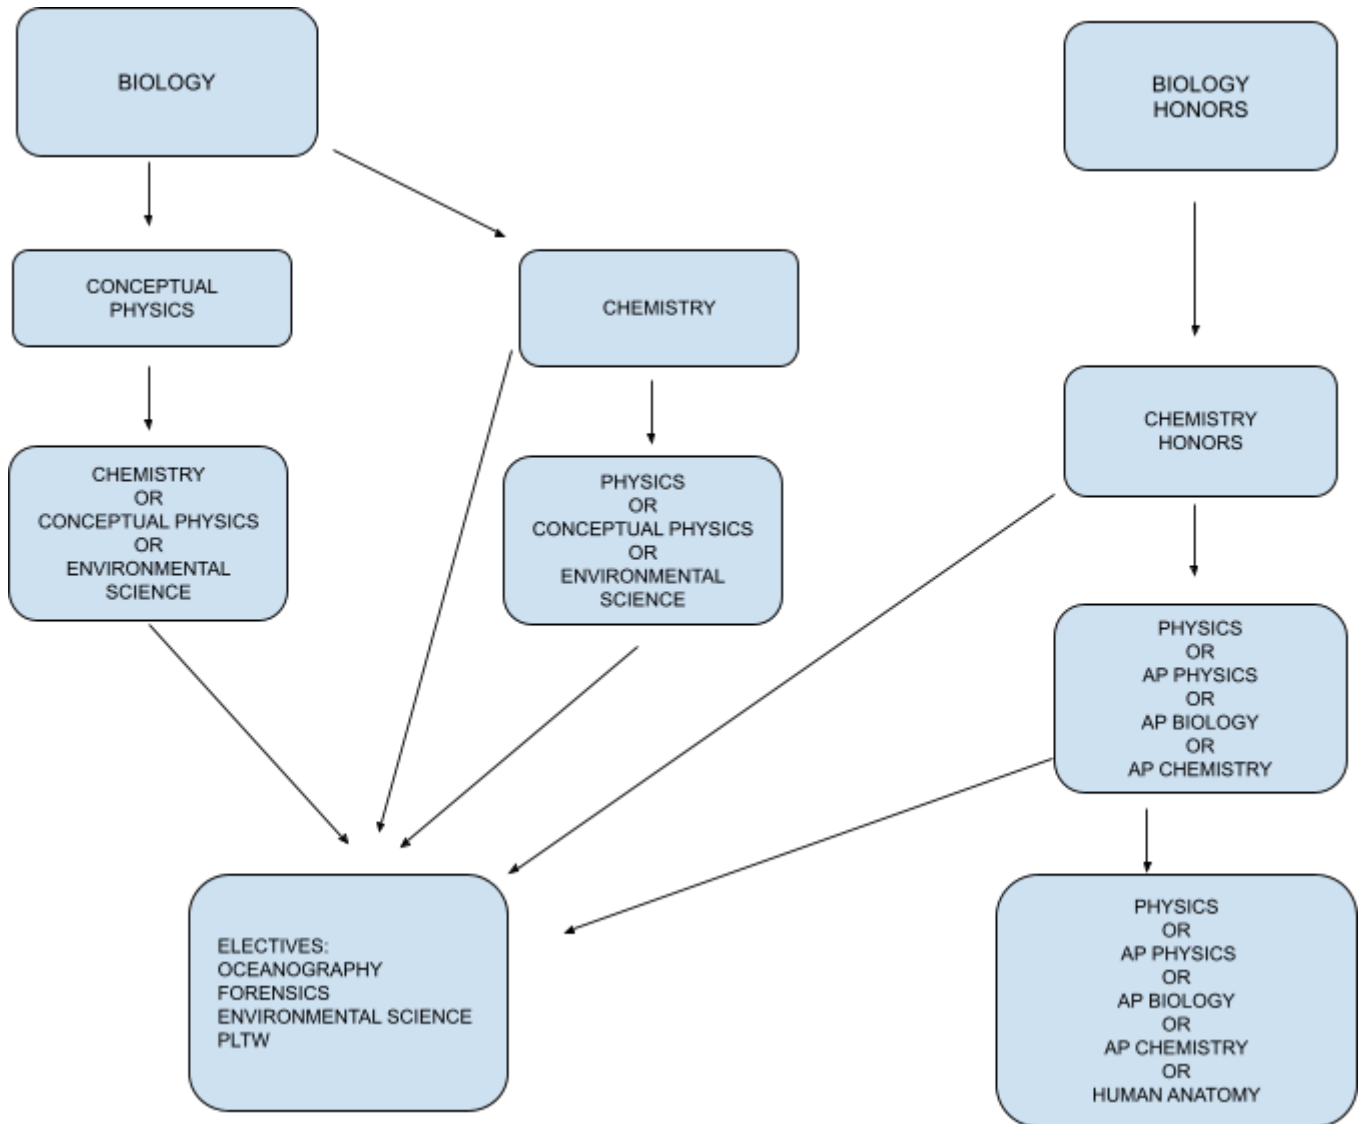 BIOLOGY
BIOLOGY
HONORS
CONCEPTUAL
PHYSICS
CHEMISTRY
CHEMISTRY
HONORS
CHEMISTRY
OR
CONCEPTUAL PHYSICS
OR
ENVIRONMENTAL
SCIENCE
PHYSICS
OR
CONCEPTUAL PHYSICS
OR
ENVIRONMENTAL
SCIENCE
PHYSICS
OR
AP PHYSICS
OR
AP BIOLOGY
OR
AP CHEMISTRY
ELECTIVES:
OCEANOGRAPHY
FORENSICS
ENVIRONMENTAL SCIENCE
PLTW
PHYSICS
OR
AP PHYSICS
OR
AP BIOLOGY
OR
AP CHEMISTRY
OR
HUMAN ANATOMY